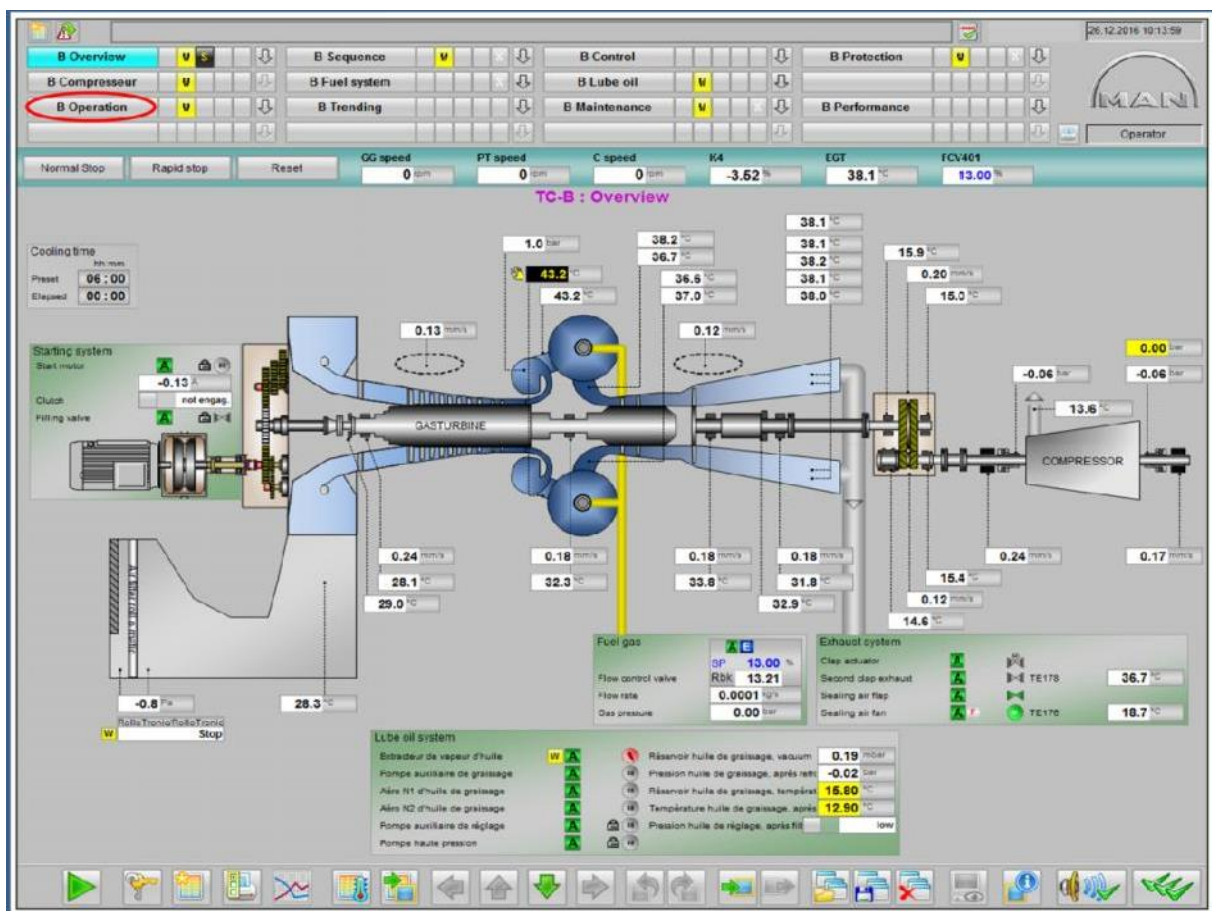 26.12.2016 10:13:59
B Overview W S B Sequence W B Control B Protection W
B Compresseur W B Fuel system B Lube oil W
B Operation W B Trending B Maintenance W B Performance
MAN
Operator
Normal Stop Rapid stop Reset
GG speed PT speed C speed K4 EGT FCV401
0 rpm 0 rpm 0 rpm -3.52 % 38.1 °C 13.00 %
TC-B : Overview
Cooling time
hh:mm
Preset 06 : 00
Elapsed 00 : 00
1.0 bar
43.2 °C
43.2 °C
38.2 °C
36.7 °C
36.6 °C
37.0 °C
38.1 °C
38.1 °C
38.2 °C
38.1 °C
38.0 °C
15.9 °C
0.20 mm/s
15.0 °C
0.13 mm/s
0.12 mm/s
0.00 bar
-0.06 bar
-0.06 bar
13.6 °C
Starting system
Start motor A
-0.13 A
Clutch not engag.
Filling valve A
GASTURBINE
COMPRESSOR
0.24 mm/s
28.1 °C
29.0 °C
0.18 mm/s
32.3 °C
0.18 mm/s
33.8 °C
0.18 mm/s
31.8 °C
32.9 °C
15.4 °C
0.12 mm/s
14.6 °C
0.24 mm/s
0.17 mm/s
-0.8 Pa
28.3 °C
RolloTronic/RolloTronic
W Stop
Fuel gas A E
SP 13.00 %
Flow control valve Rbk 13.21
Flow rate 0.0001 kg/s
Gas pressure 0.00 bar
Exhaust system
Clap actuator A
Second clap exhaust A TE178 36.7 °C
Sealing air flap A
Sealing air fan A TE176 18.7 °C
Lube oil system
Extracteur de vapeur d'huile W A Réservoir huile de graissage, vacuum 0.19 mbar
Pompe auxiliaire de graissage A Pression huile de graissage, après refr -0.02 bar
Aéro N1 d'huile de graissage A Réservoir huile de graissage, températ 15.80 °C
Aéro N2 d'huile de graissage A Température huile de graissage, après 12.90 °C
Pompe auxiliaire de réglage A Pression huile de réglage, après filt low
Pompe haute pression A